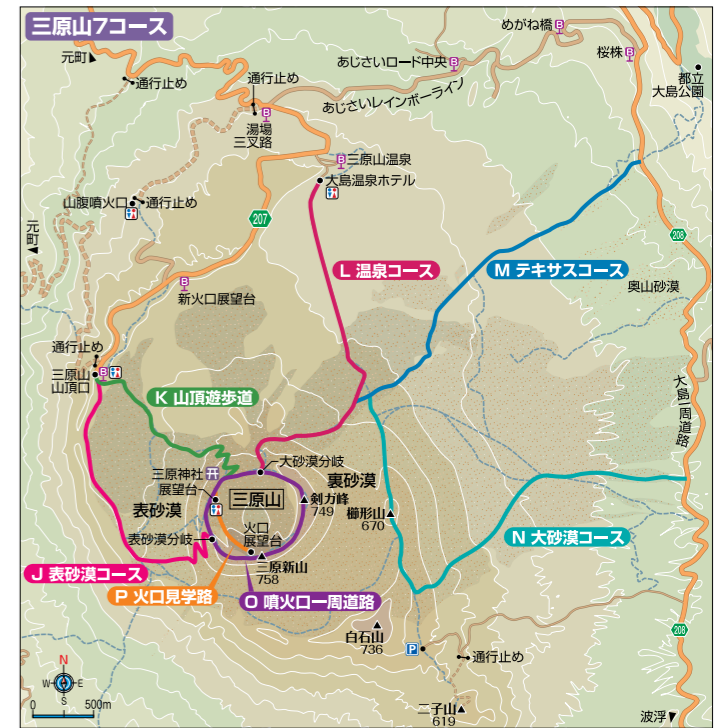 三原山7コース
元町
通行止め
通行止め
めがね橋
B
桜株
B
あじさいロード中央
B
あじさいレインボーライン
都立
大島公園
B
湯場
三叉路
B
三原山温泉
大島温泉ホテル
山腹噴火口
通行止め
元町
207
L 温泉コース
M テキサスコース
208
奥山砂漠
B
新火口展望台
通行止め
三原山
山頂口
B
K 山頂遊歩道
大島一周道路
大砂漠分岐
三原神社
展望台
裏砂漠
三原山
剣ガ峰
749
表砂漠
櫛形山
670
火口
展望台
表砂漠分岐
N 大砂漠コース
三原新山
758
J 表砂漠コース
P 火口見学路
O 噴火口一周道路
白石山
736
208
P
通行止め
二子山
619
波浮
N
W
E
S
0
500m